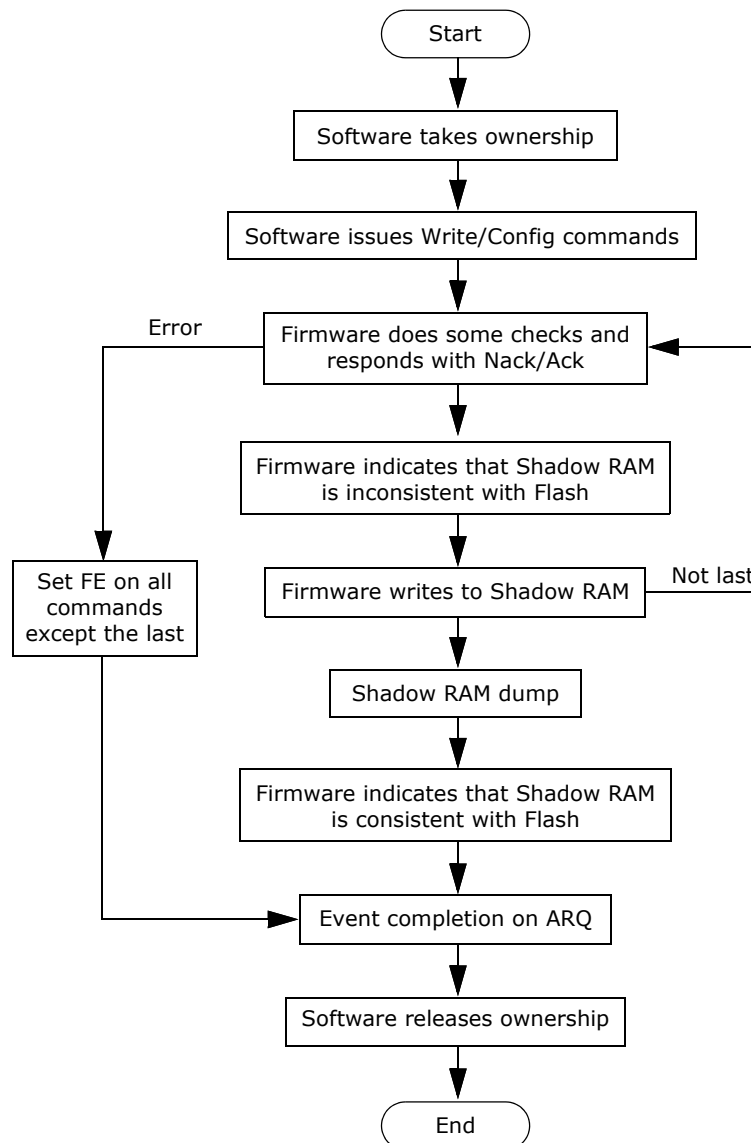 Start
Software takes ownership
Software issues Write/Config commands
Error
Firmware does some checks and
responds with Nack/Ack
Firmware indicates that Shadow RAM
is inconsistent with Flash
Set FE on all
commands
except the last
Firmware writes to Shadow RAM
Not last
Shadow RAM dump
Firmware indicates that Shadow RAM
is consistent with Flash
Event completion on ARQ
Software releases ownership
End